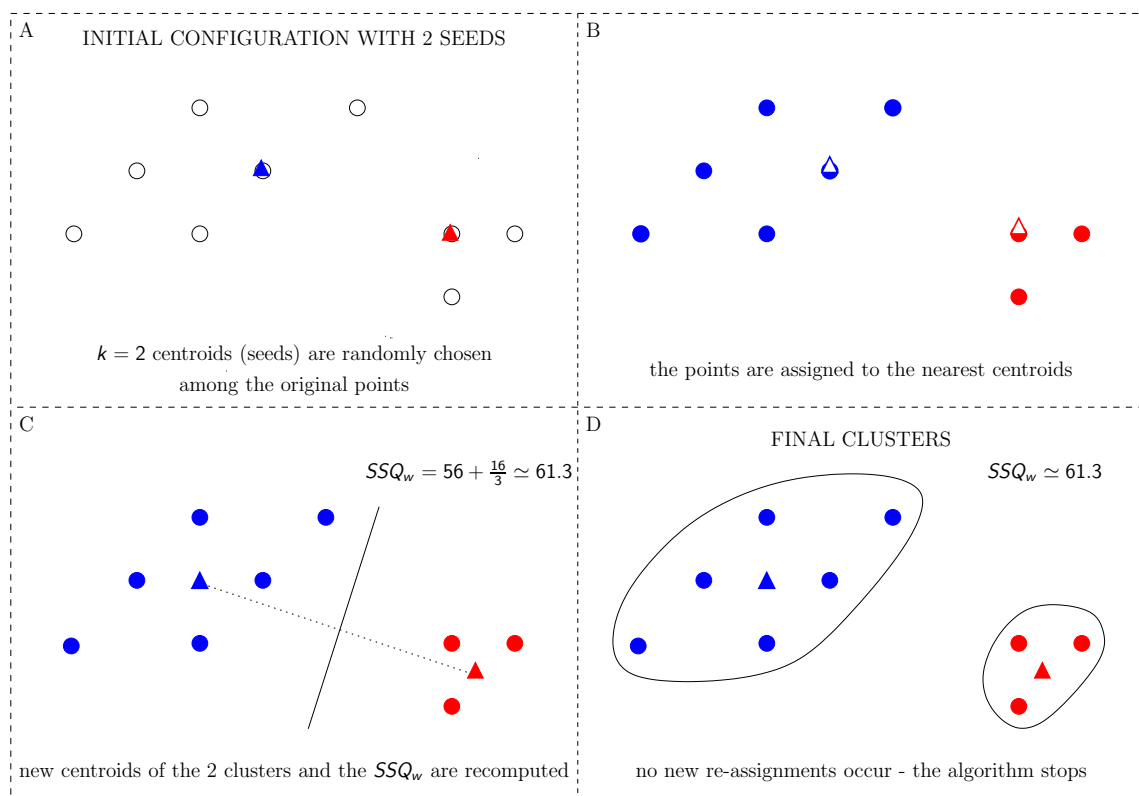 A
INITIAL CONFIGURATION WITH 2 SEEDS
k = 2 centroids (seeds) are randomly chosen
among the original points
B
the points are assigned to the nearest centroids
C
SSQ_w = 56 + 16/3 ≃ 61.3
new centroids of the 2 clusters and the SSQ_w are recomputed
D
FINAL CLUSTERS
SSQ_w ≃ 61.3
no new re-assignments occur - the algorithm stops